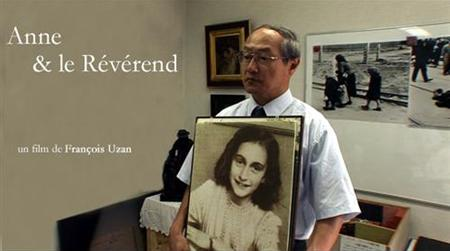 Anne
& le Révérend
un film de François Uzan